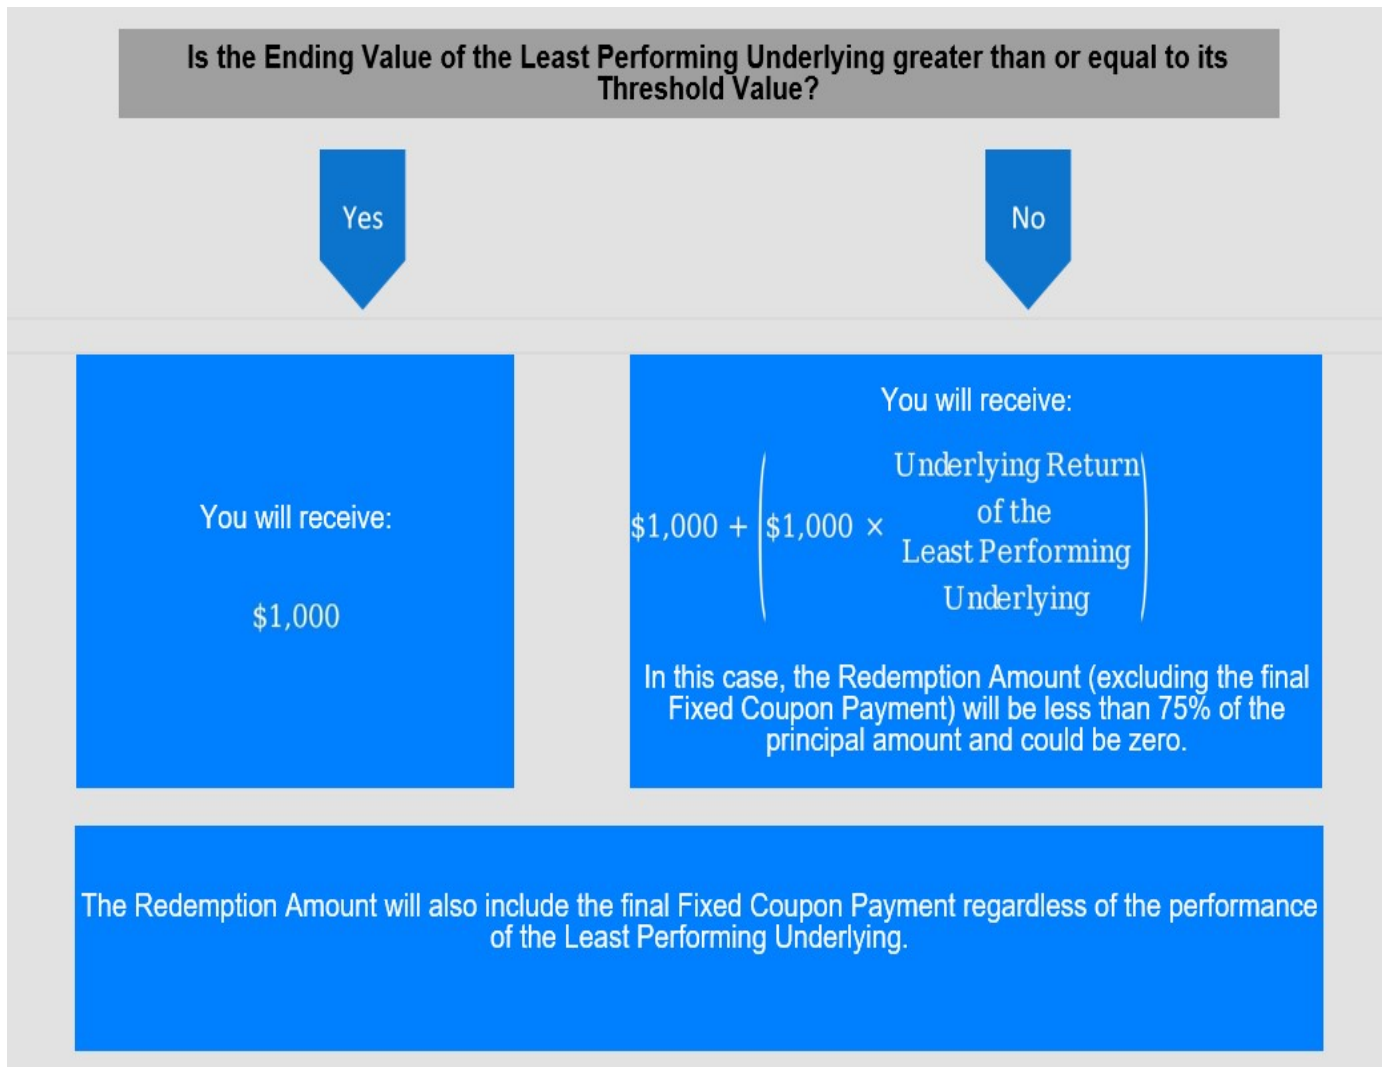 Is the Ending Value of the Least Performing Underlying greater than or equal to its
Threshold Value?
Yes
No
You will receive:
$1,000
You will receive:
$1,000 + ($1,000 × Underlying Return
of the
Least Performing
Underlying)
In this case, the Redemption Amount (excluding the final
Fixed Coupon Payment) will be less than 75% of the
principal amount and could be zero.
The Redemption Amount will also include the final Fixed Coupon Payment regardless of the performance
of the Least Performing Underlying.